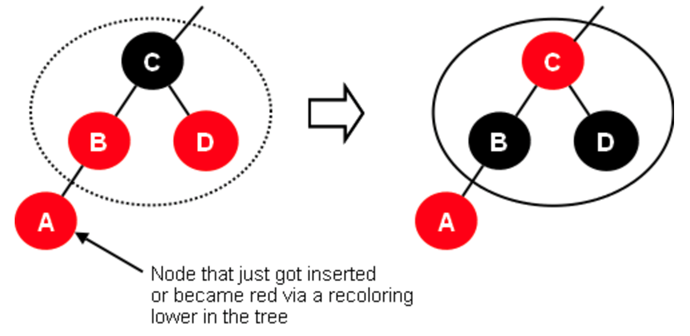 C
C
B
D
B
D
A
A
Node that just got inserted
or became red via a recoloring
lower in the tree